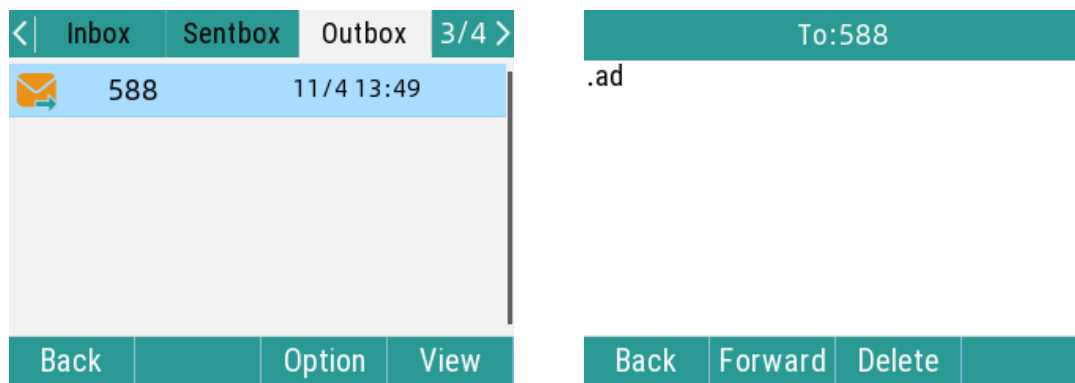 Inbox Sentbox Outbox 3/4
588 11/4 13:49
Back Option View
To:588
.ad
Back Forward Delete